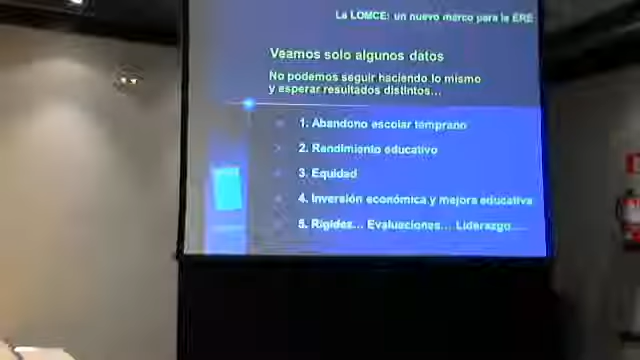 La LOMCE: un nuevo marco para la ERE
Veamos solo algunos datos
No podemos seguir haciendo lo mismo
y esperar resultados distintos...
1. Abandono escolar temprano
2. Rendimiento educativo
3. Equidad
4. Inversión económica y mejora educativa
5. Rigidez... Evaluaciones... Liderazgo...